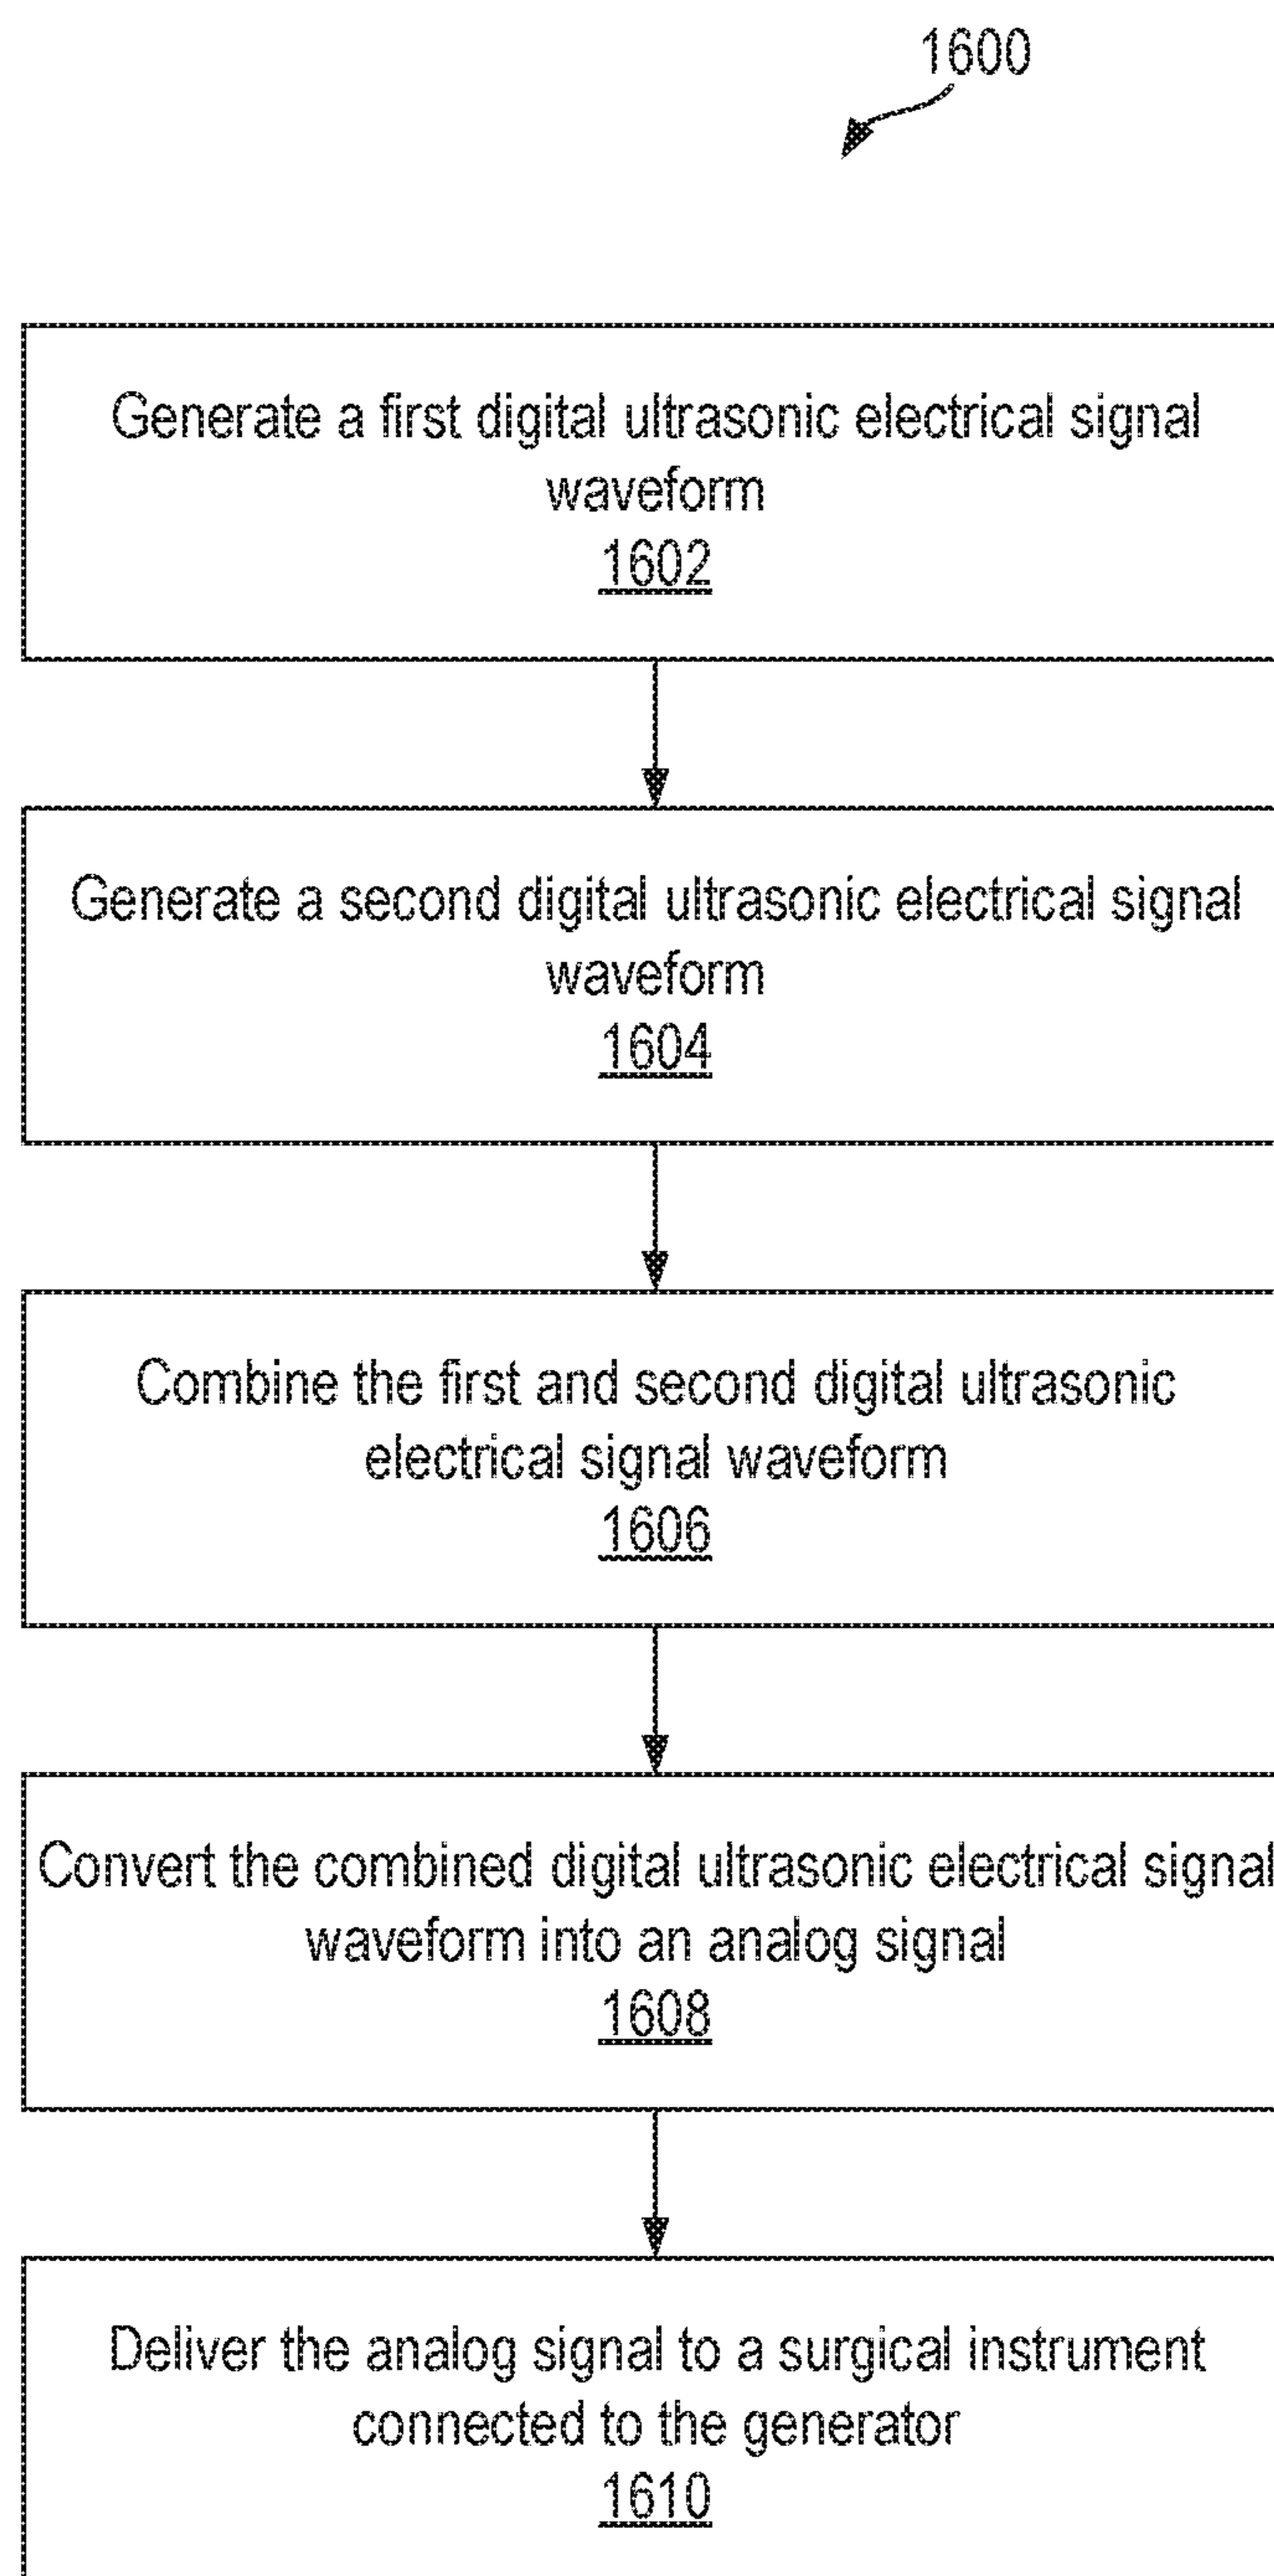 1600
Generate a first digital ultrasonic electrical signal
waveform
1602
Generate a second digital ultrasonic electrical signal
waveform
1604
Combine the first and second digital ultrasonic
electrical signal waveform
1606
Convert the combined digital ultrasonic electrical signal
waveform into an analog signal
1608
Deliver the analog signal to a surgical instrument
connected to the generator
1610